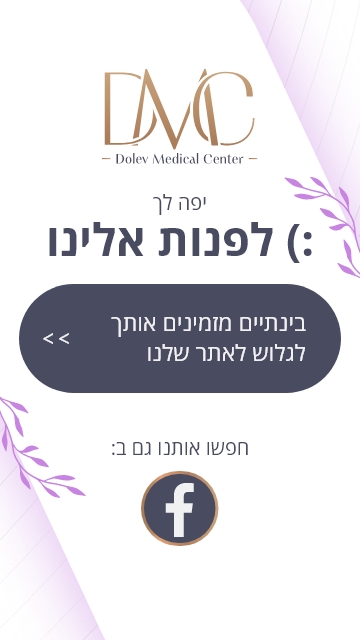 DMC
Dolev Medical Center
יפה לך
לפנות אלינו (:
בינתיים מזמינים אותך
לגלוש לאתר שלנו
>>
חפשו אותנו גם ב:
f